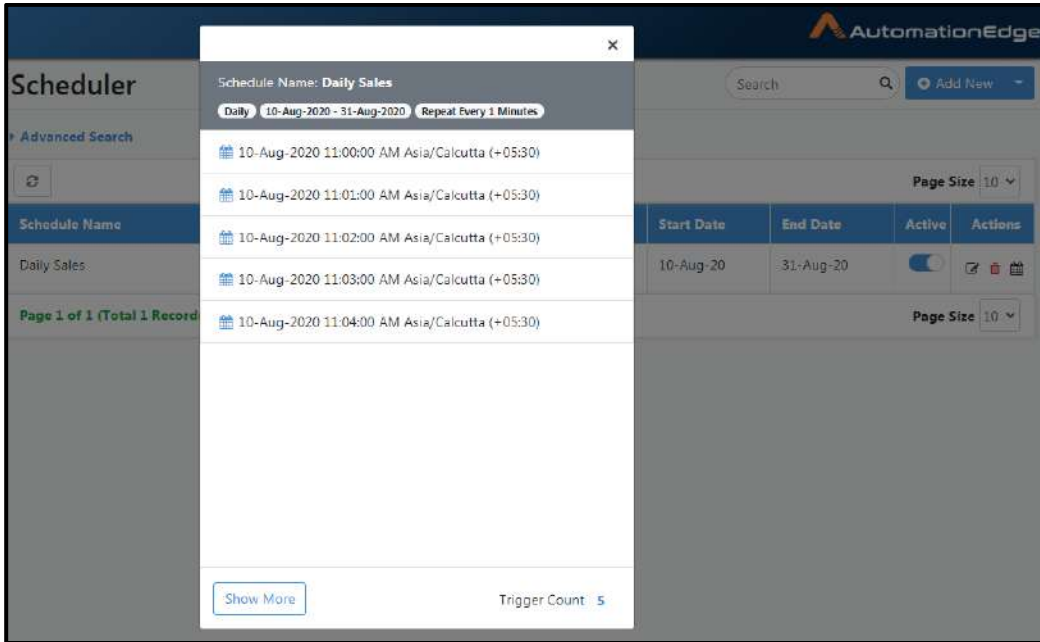 AutomationEdge
Scheduler
Search
Add New
Advanced Search
Page Size 10
Schedule Name Start Date End Date Active Actions
Daily Sales 10-Aug-20 31-Aug-20
Page 1 of 1 (Total 1 Record
Page Size 10
×
Schedule Name: Daily Sales
Daily 10-Aug-2020 - 31-Aug-2020 Repeat Every 1 Minutes
10-Aug-2020 11:00:00 AM Asia/Calcutta (+05:30)
10-Aug-2020 11:01:00 AM Asia/Calcutta (+05:30)
10-Aug-2020 11:02:00 AM Asia/Calcutta (+05:30)
10-Aug-2020 11:03:00 AM Asia/Calcutta (+05:30)
10-Aug-2020 11:04:00 AM Asia/Calcutta (+05:30)
Show More Trigger Count 5